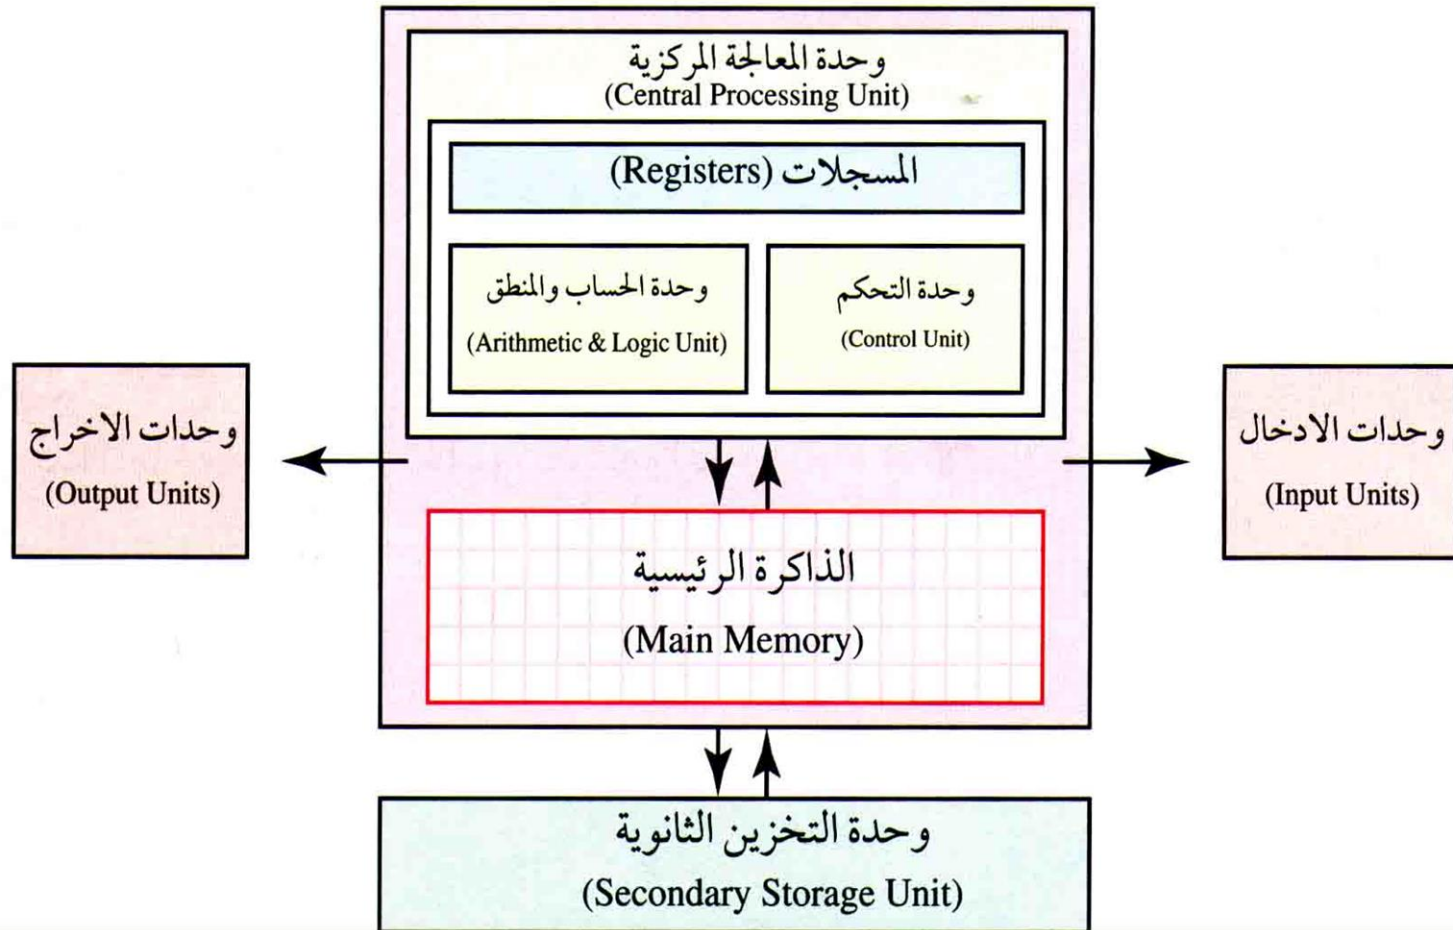 وحدة المعالجة المركزية
(Central Processing Unit)
المسجلات (Registers)
وحدة التحكم
(Control Unit)
وحدة الحساب والمنطق
(Arithmetic & Logic Unit)
وحدات الادخال
(Input Units)
وحدات الاخراج
(Output Units)
الذاكرة الرئيسية
(Main Memory)
وحدة التخزين الثانوية
(Secondary Storage Unit)